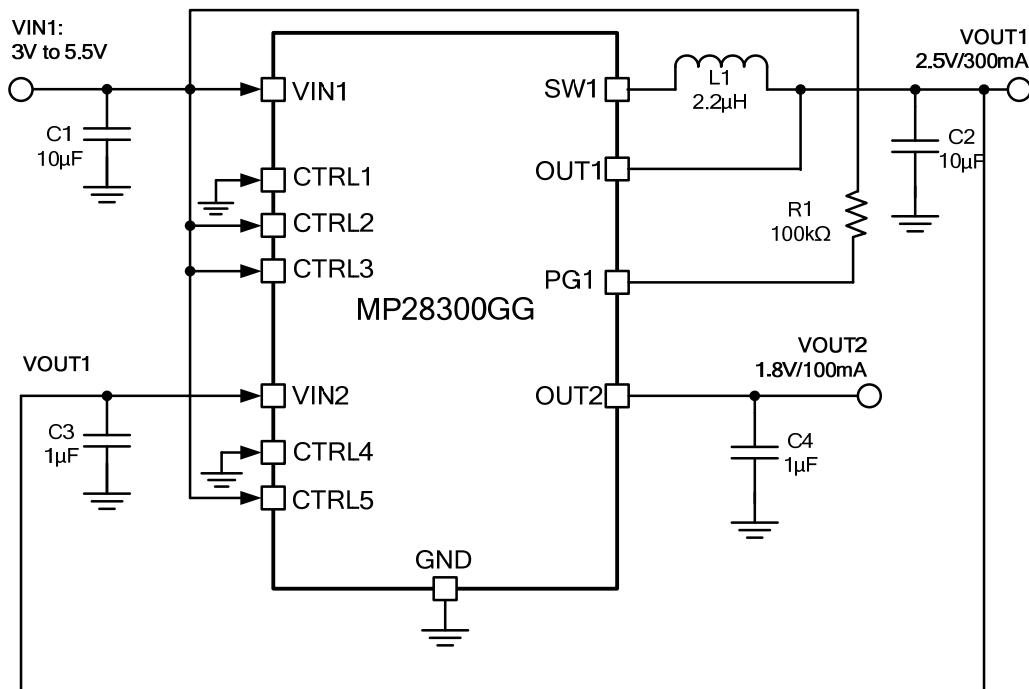 VIN1:
3V to 5.5V
VOUT1
2.5V/300mA
VIN1
SW1
L1
2.2µH
C1
10µF
C2
10µF
CTRL1
OUT1
CTRL2
R1
100kΩ
CTRL3
PG1
MP28300GG
VOUT1
VOUT2
1.8V/100mA
VIN2
OUT2
C3
1µF
CTRL4
C4
1µF
CTRL5
GND